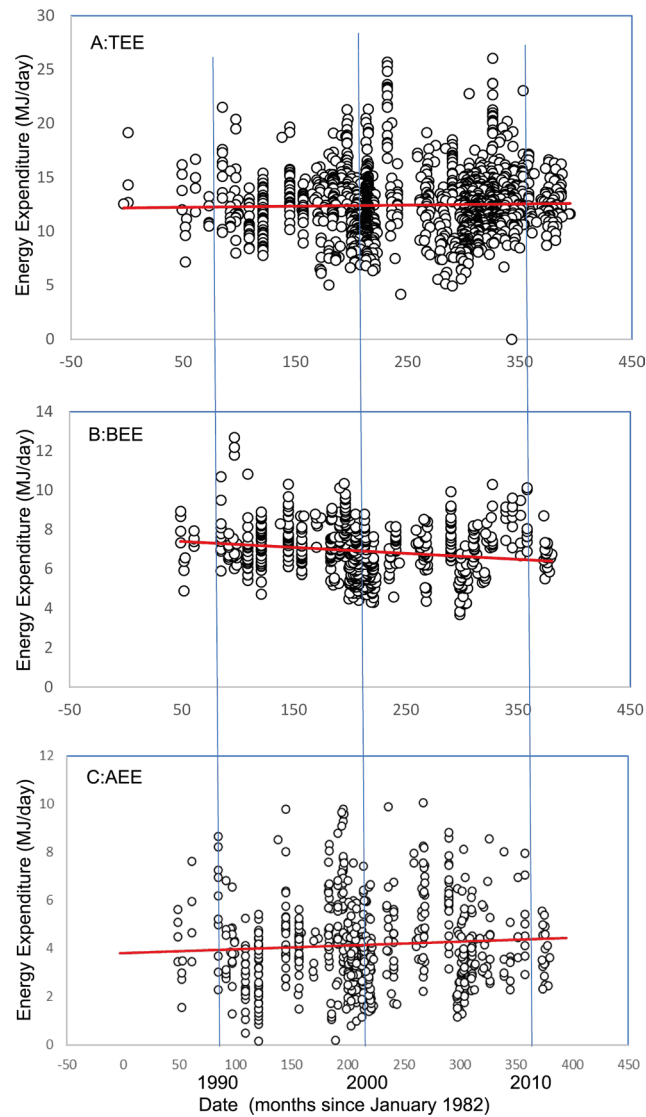 30
A:TEE
25
20
15
10
5
0
Energy Expenditure (MJ/day)
-50 50 150 250 350 450
14
B:BEE
12
10
8
6
4
2
0
Energy Expenditure (MJ/day)
-50 50 150 250 350 450
12
C:AEE
10
8
6
4
2
0
Energy Expenditure (MJ/day)
-50 0 50 100 150 200 250 300 350 400 450
1990 2000 2010
Date (months since January 1982)